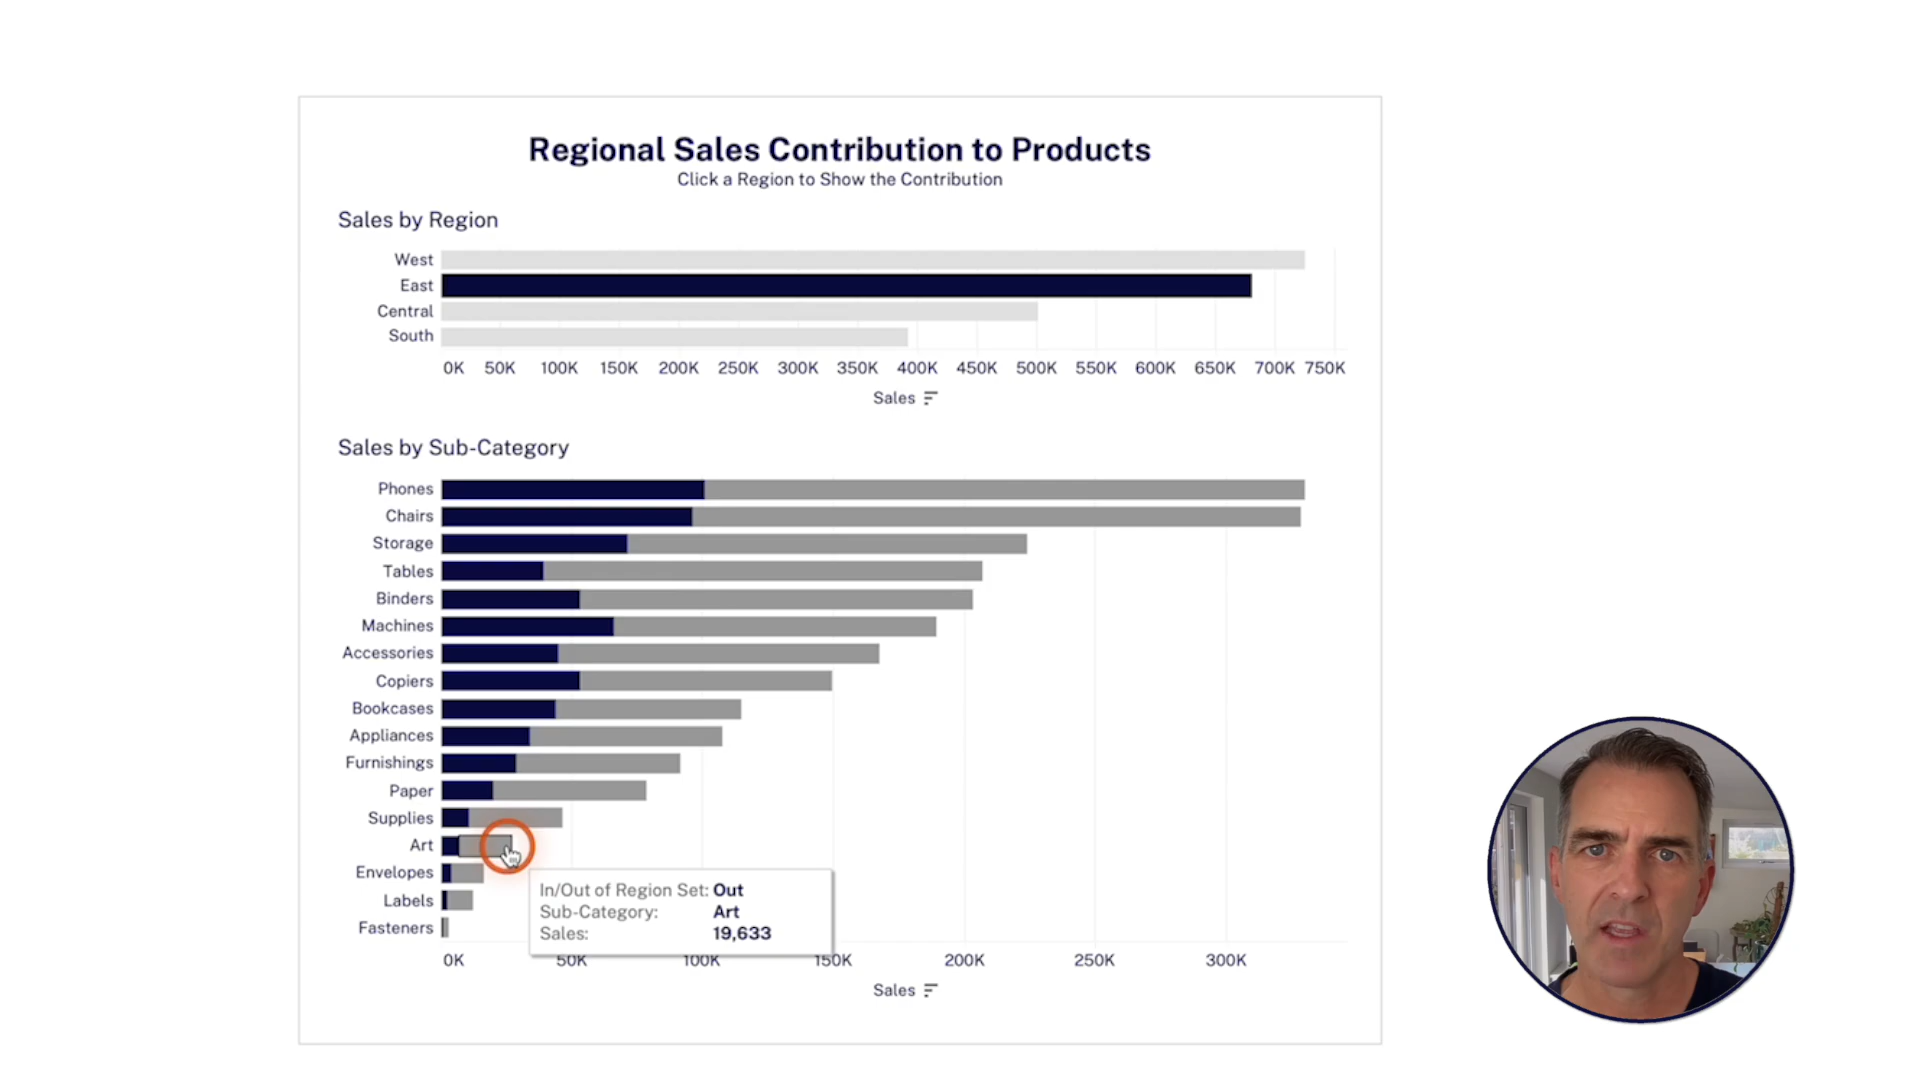 Regional Sales Contribution to Products
Click a Region to Show the Contribution
Sales by Region
West
East
Central
South
0K 50K 100K 150K 200K 250K 300K 350K 400K 450K 500K 550K 600K 650K 700K 750K
Sales
Sales by Sub-Category
Phones
Chairs
Storage
Tables
Binders
Machines
Accessories
Copiers
Bookcases
Appliances
Furnishings
Paper
Supplies
Art
Envelopes
Labels
Fasteners
In/Out of Region Set: Out
Sub-Category: Art
Sales: 19,633
0K 50K 100K 150K 200K 250K 300K
Sales